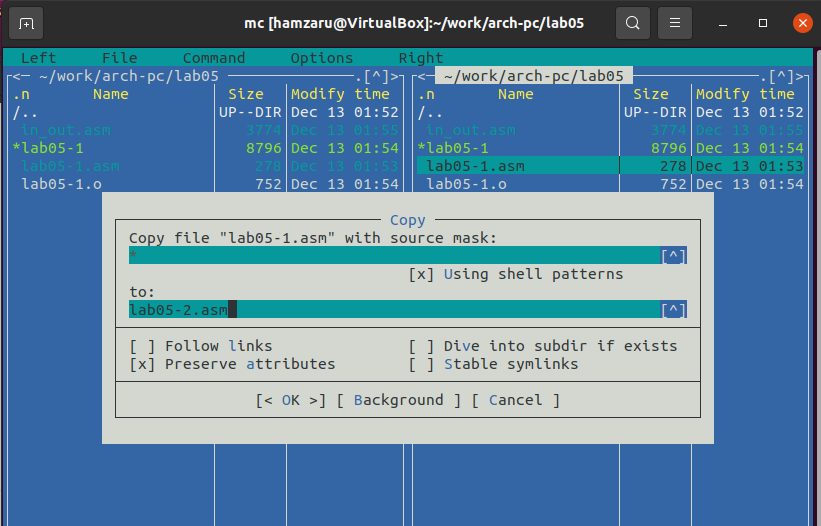 mc [hamzaru@VirtualBox]:~/work/arch-pc/lab05
Left File Command Options Right
<─ ~/work/arch-pc/lab05 .[^]>
.n Name Size Modify time
/.. UP--DIR Dec 13 01:52
in_out.asm 3774 Dec 13 01:55
*lab05-1 8796 Dec 13 01:54
lab05-1.asm 278 Dec 13 01:53
lab05-1.o 752 Dec 13 01:54
<─ ~/work/arch-pc/lab05 .[^]>
.n Name Size Modify time
/.. UP--DIR Dec 13 01:52
in_out.asm 3774 Dec 13 01:55
*lab05-1 8796 Dec 13 01:54
lab05-1.asm 278 Dec 13 01:53
lab05-1.o 752 Dec 13 01:54
Copy
Copy file "lab05-1.asm" with source mask:
* [^]
[x] Using shell patterns
to:
lab05-2.asm [^]
[ ] Follow links [ ] Dive into subdir if exists
[x] Preserve attributes [ ] Stable symlinks
[< OK >] [ Background ] [ Cancel ]